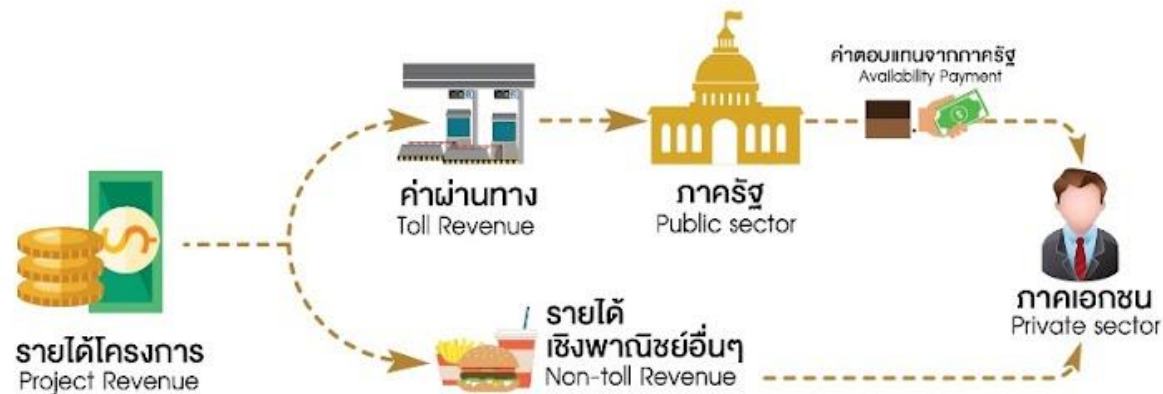 ค่าตอบแทนจากภาครัฐ
Availability Payment
ค่าผ่านทาง
Toll Revenue
ภาครัฐ
Public sector
รายได้โครงการ
Project Revenue
รายได้
เชิงพาณิชย์อื่นๆ
Non-toll Revenue
ภาคเอกชน
Private sector